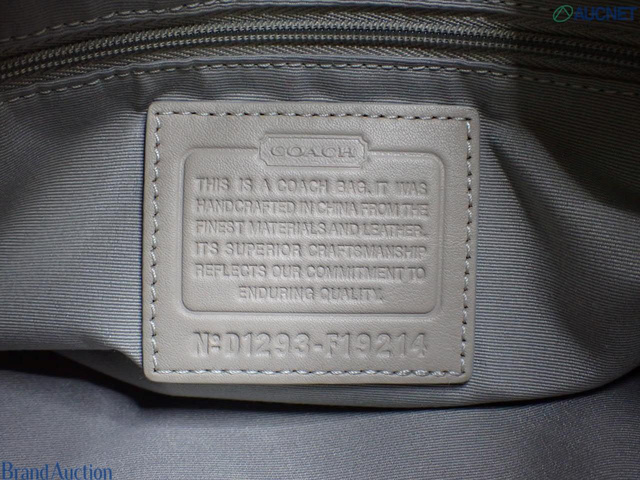 AUCNET
COACH
THIS IS A COACH BAG. IT WAS
HANDCRAFTED IN CHINA FROM THE
FINEST MATERIALS AND LEATHER.
ITS SUPERIOR CRAFTSMANSHIP
REFLECTS OUR COMMITMENT TO
ENDURING QUALITY.
Nº D1293-F19214
Brand Auction